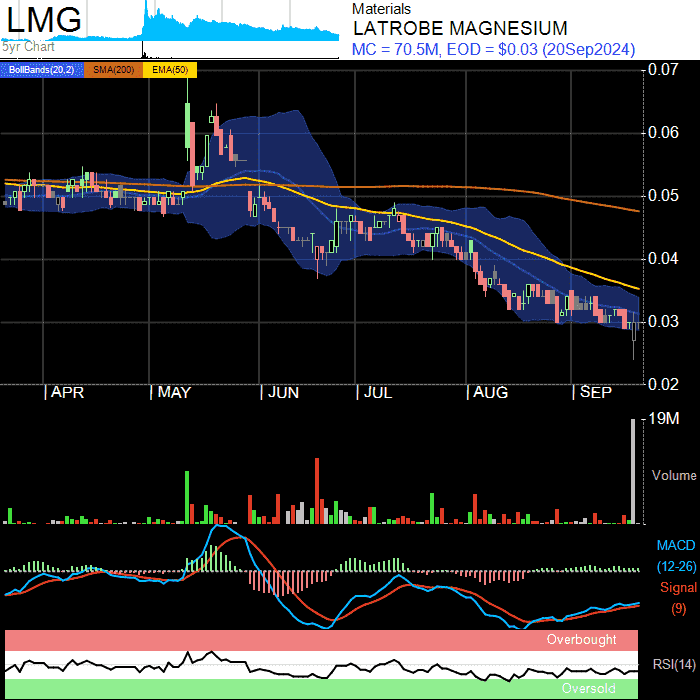 LMG
5yr Chart
Materials
LATROBE MAGNESIUM
MC = 70.5M, EOD = $0.03 (20Sep2024)
BollBands(20,2) SMA(200) EMA(50)
0.07
0.06
0.05
0.04
0.03
0.02
APR MAY JUN JUL AUG SEP
19M
Volume
MACD
(12-26)
Signal
(9)
Overbought
RSI(14)
Oversold